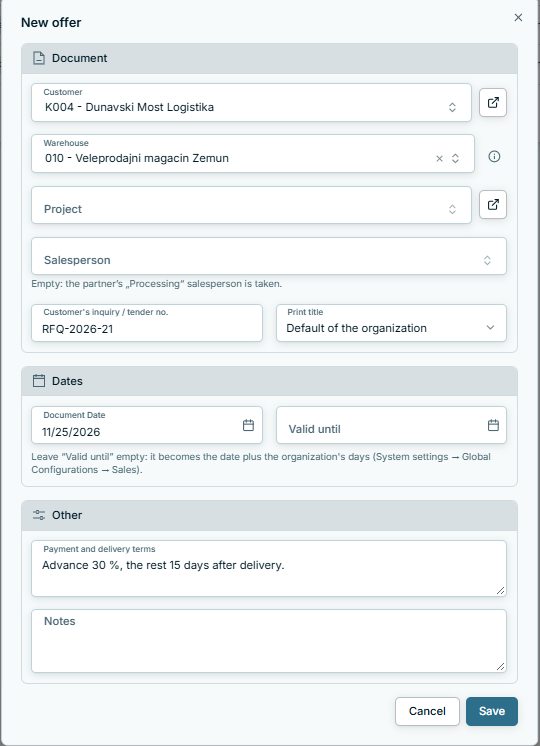 New offer
Document
Customer
K004 - Dunavski Most Logistika
Warehouse
010 - Veleprodajni magacin Zemun
Project
Salesperson
Empty: the partner's „Processing" salesperson is taken.
Customer's inquiry / tender no.
RFQ-2026-21
Print title
Default of the organization
Dates
Document Date
11/25/2026
Valid until
Leave "Valid until" empty: it becomes the date plus the organization's days (System settings → Global
Configurations → Sales).
Other
Payment and delivery terms
Advance 30 %, the rest 15 days after delivery.
Notes
Cancel
Save